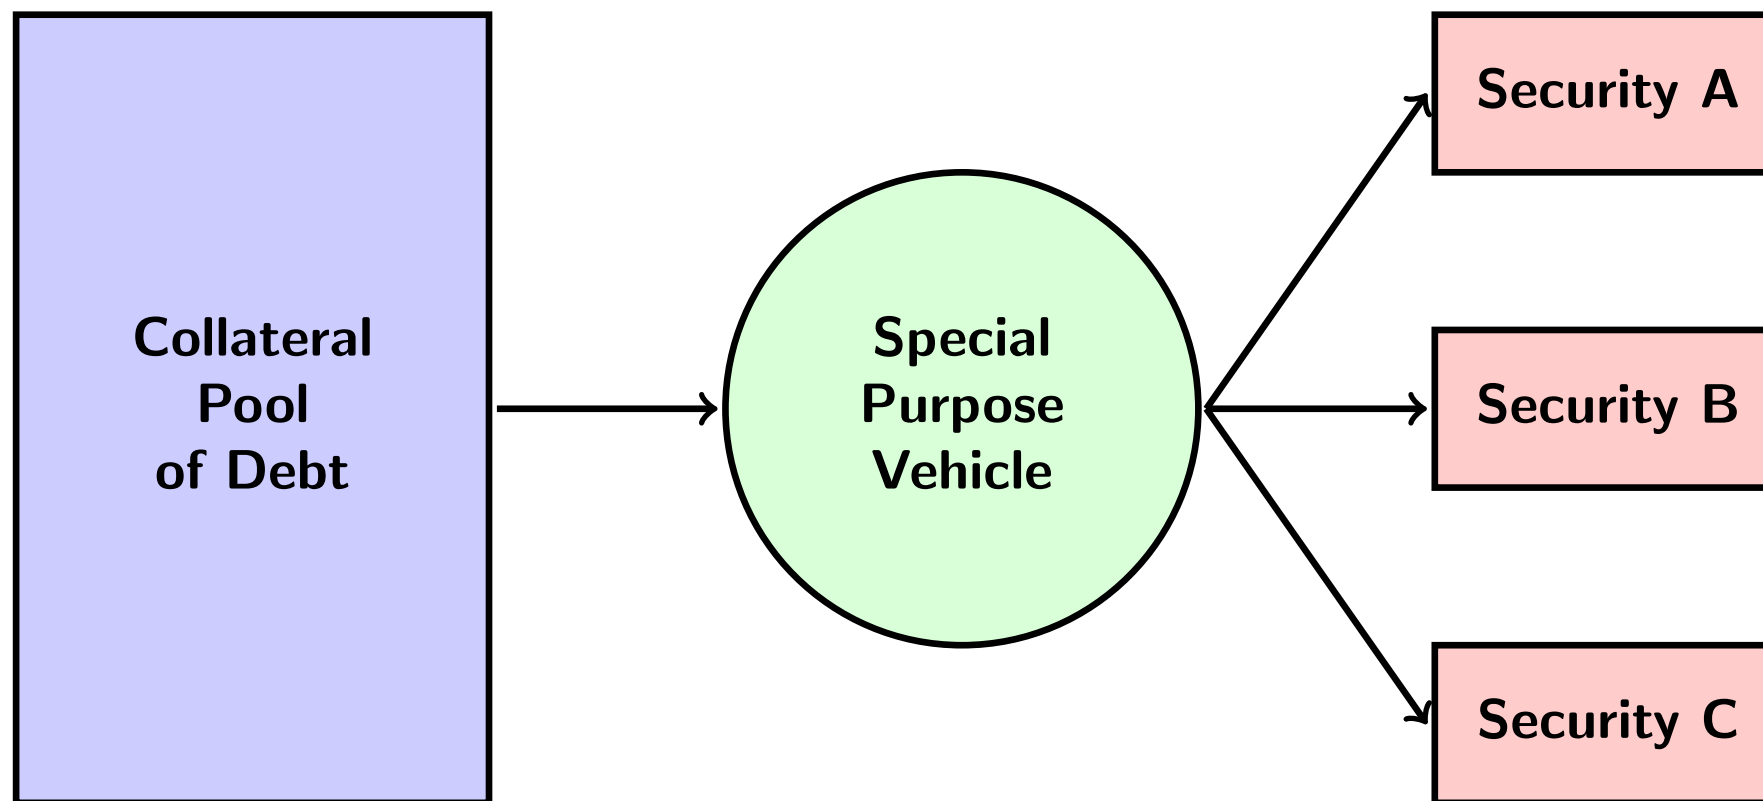 Collateral
Pool
of Debt
Special
Purpose
Vehicle
Security A
Security B
Security C